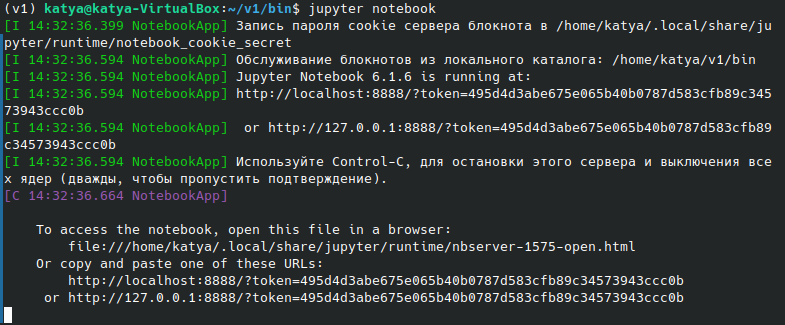 (v1) katya@katya-VirtualBox:~/v1/bin$ jupyter notebook
[I 14:32:36.399 NotebookApp] Запись пароля cookie сервера блокнота в /home/katya/.local/share/ju
pyter/runtime/notebook_cookie_secret
[I 14:32:36.594 NotebookApp] Обслуживание блокнотов из локального каталога: /home/katya/v1/bin
[I 14:32:36.594 NotebookApp] Jupyter Notebook 6.1.6 is running at:
[I 14:32:36.594 NotebookApp] http://localhost:8888/?token=495d4d3abe675e065b40b0787d583cfb89c345
73943ccc0b
[I 14:32:36.594 NotebookApp]  or http://127.0.0.1:8888/?token=495d4d3abe675e065b40b0787d583cfb89
c34573943ccc0b
[I 14:32:36.594 NotebookApp] Используйте Control-C, для остановки этого сервера и выключения все
х ядер (дважды, чтобы пропустить подтверждение).
[C 14:32:36.664 NotebookApp]
To access the notebook, open this file in a browser:
file:///home/katya/.local/share/jupyter/runtime/nbserver-1575-open.html
Or copy and paste one of these URLs:
http://localhost:8888/?token=495d4d3abe675e065b40b0787d583cfb89c34573943ccc0b
or http://127.0.0.1:8888/?token=495d4d3abe675e065b40b0787d583cfb89c34573943ccc0b